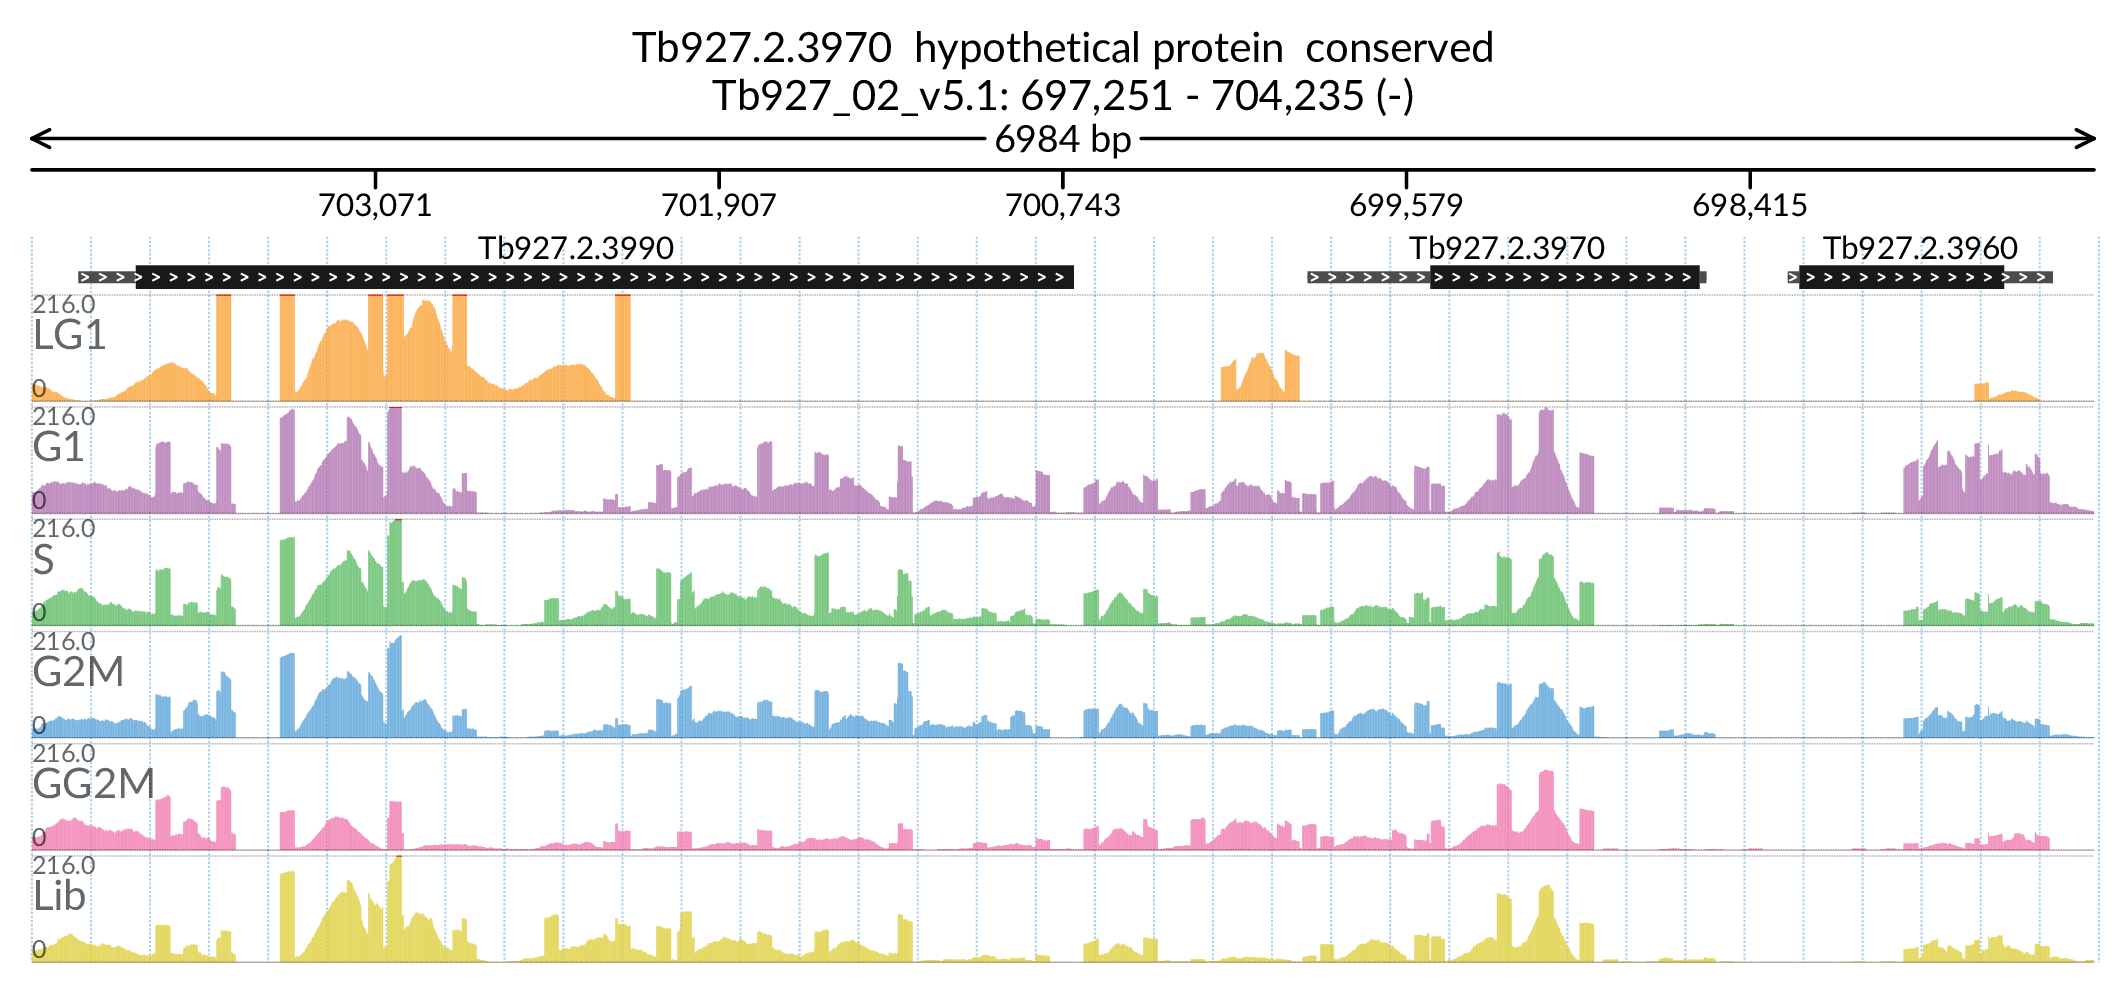 Tb927.2.3970 hypothetical protein conserved
Tb927_02_v5.1: 697,251 - 704,235 (-)
6984 bp
703,071 701,907 700,743 699,579 698,415
Tb927.2.3990 Tb927.2.3970 Tb927.2.3960
216.0
LG1
0
216.0
G1
0
216.0
S
0
216.0
G2M
0
216.0
GG2M
0
216.0
Lib
0